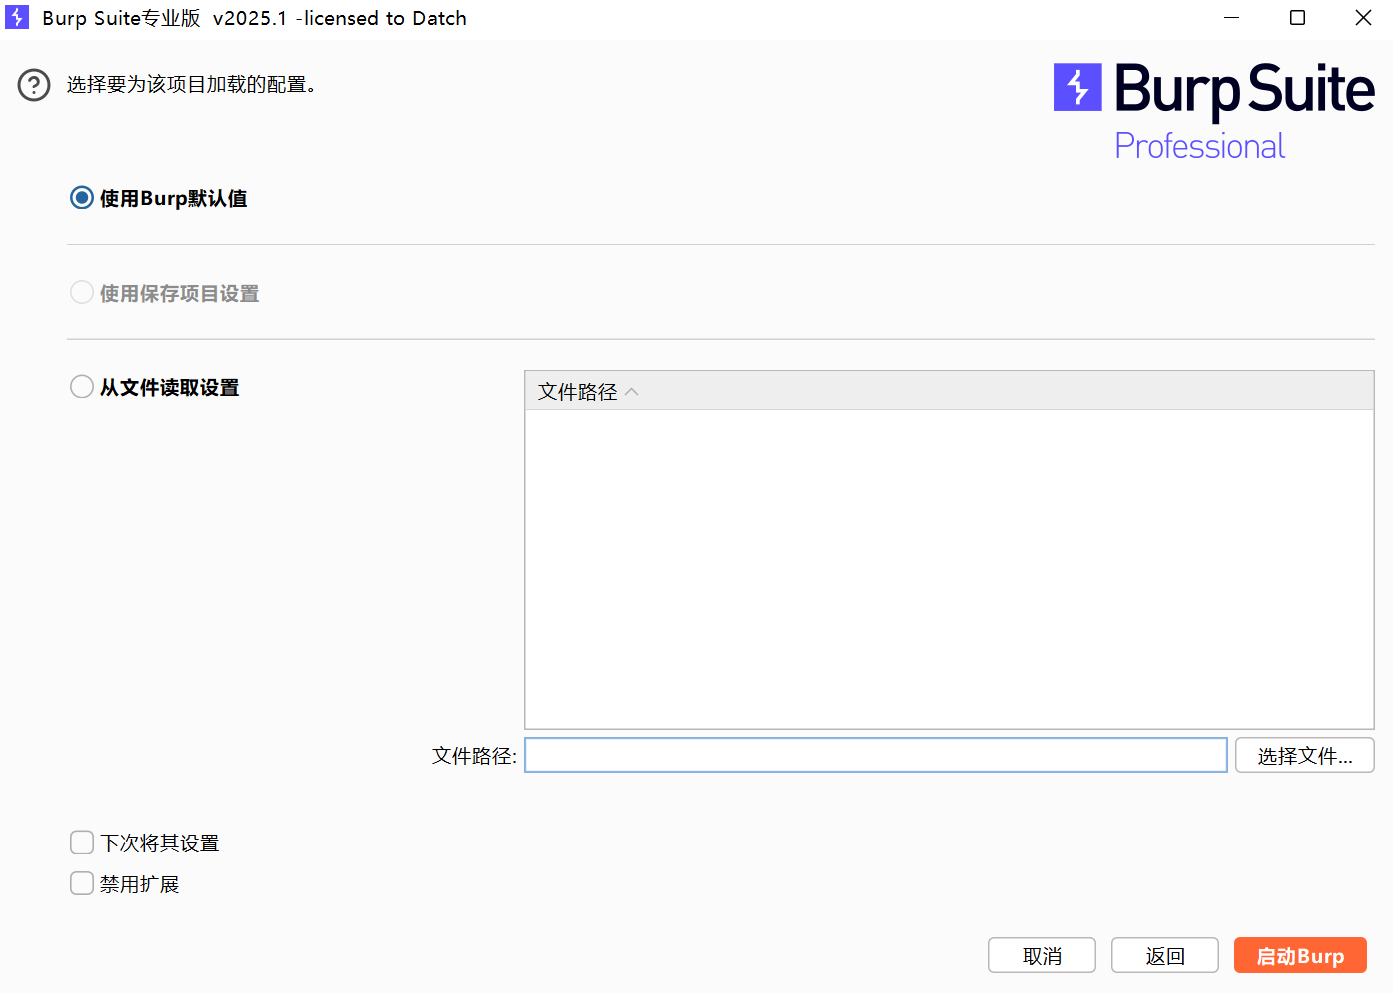 Burp Suite专业版  v2025.1 -licensed to Datch
选择要为该项目加载的配置。
Burp Suite
Professional
使用Burp默认值
使用保存项目设置
从文件读取设置
文件路径
文件路径:
选择文件...
下次将其设置
禁用扩展
取消
返回
启动Burp